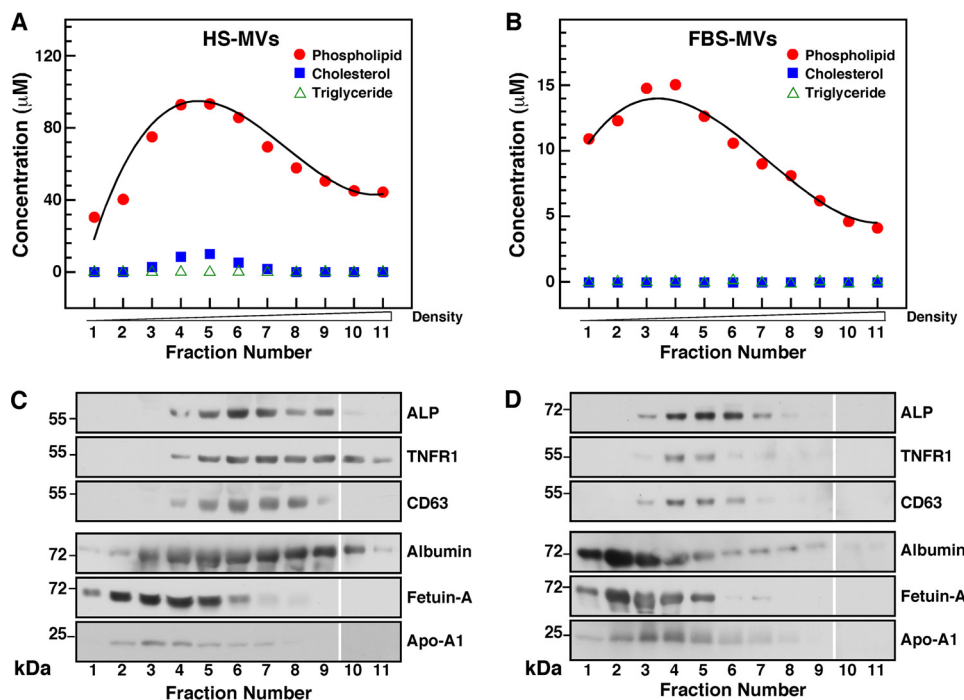 A
HS-MVs
Phospholipid
Cholesterol
Triglyceride
Concentration (μM)
120
80
40
0
1 2 3 4 5 6 7 8 9 10 11
Density
Fraction Number
B
FBS-MVs
Phospholipid
Cholesterol
Triglyceride
Concentration (μM)
15
10
5
0
1 2 3 4 5 6 7 8 9 10 11
Density
Fraction Number
C
55 ALP
55 TNFR1
55 CD63
72 Albumin
72 Fetuin-A
25 Apo-A1
kDa 1 2 3 4 5 6 7 8 9 10 11
Fraction Number
D
72 ALP
55 TNFR1
55 CD63
72 Albumin
72 Fetuin-A
25 Apo-A1
kDa 1 2 3 4 5 6 7 8 9 10 11
Fraction Number